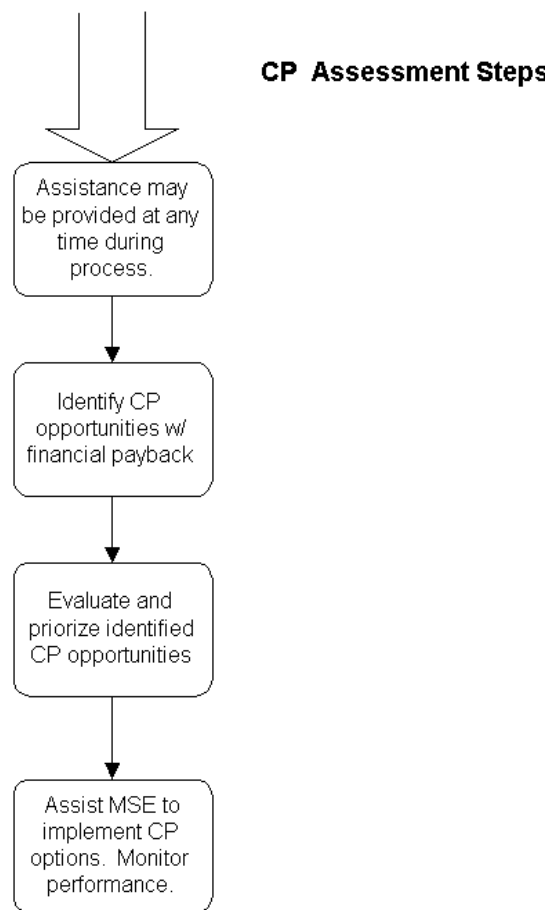 CP Assessment Steps
Assistance may
be provided at any
time during
process.
Identify CP
opportunities w/
financial payback
Evaluate and
priorize identified
CP opportunities
Assist MSE to
implement CP
options. Monitor
performance.